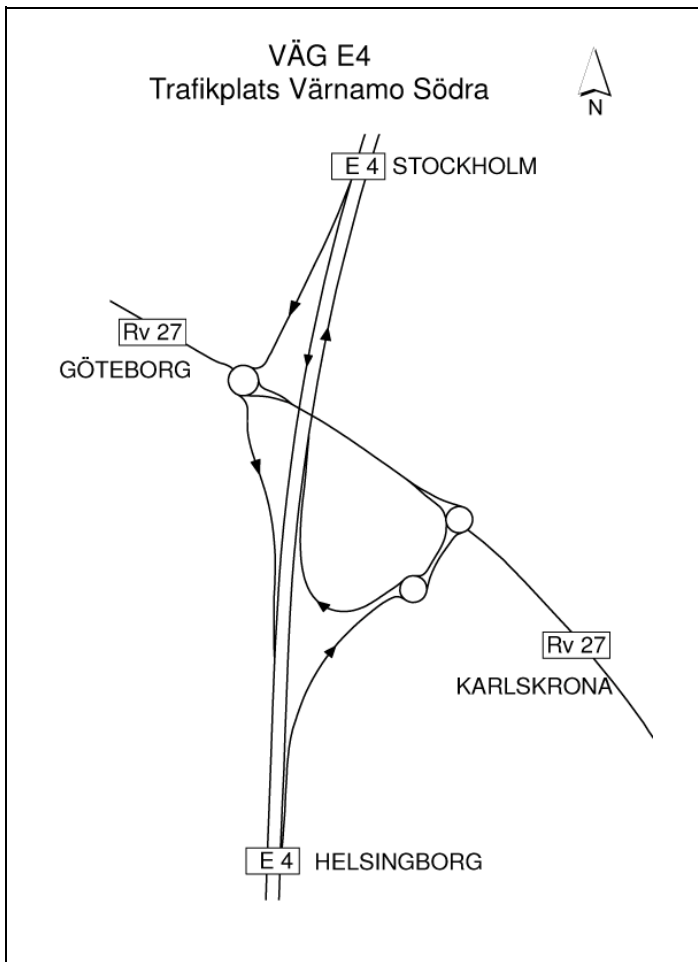 VÄG E4
Trafikplats Värnamo Södra
N
E 4 STOCKHOLM
Rv 27
GÖTEBORG
Rv 27
KARLSKRONA
E 4 HELSINGBORG